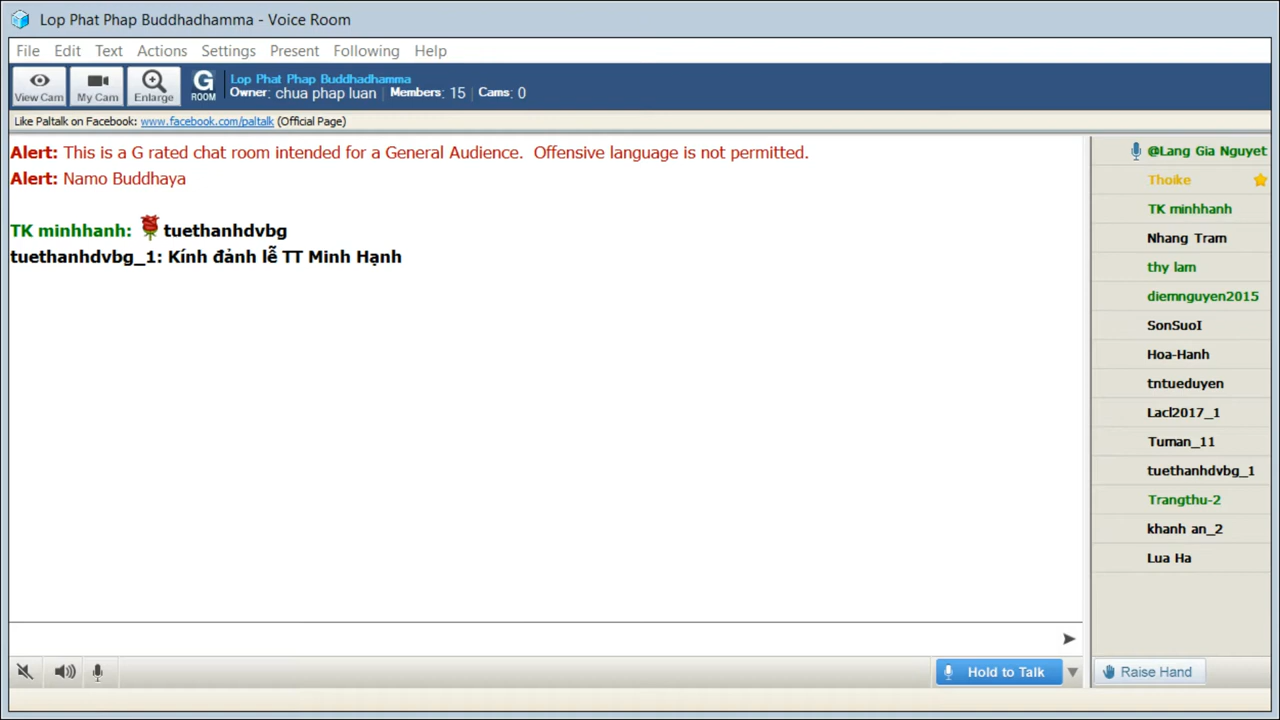 Lop Phat Phap Buddhadhamma - Voice Room
File Edit Text Actions Settings Present Following Help
View Cam
My Cam
Enlarge
G
ROOM
Lop Phat Phap Buddhadhamma
Owner: chua phap luan Members: 15 Cams: 0
Like Paltalk on Facebook: www.facebook.com/paltalk (Official Page)
Alert: This is a G rated chat room intended for a General Audience. Offensive language is not permitted.
Alert: Namo Buddhaya
TK minhhanh: tuethanhdvbg
tuethanhdvbg_1: Kính đảnh lễ TT Minh Hạnh
@Lang Gia Nguyet
Thoike
TK minhhanh
Nhang Tram
thy lam
diemnguyen2015
SonSuoI
Hoa-Hanh
tntueduyen
Lacl2017_1
Tuman_11
tuethanhdvbg_1
Trangthu-2
khanh an_2
Lua Ha
Hold to Talk
Raise Hand